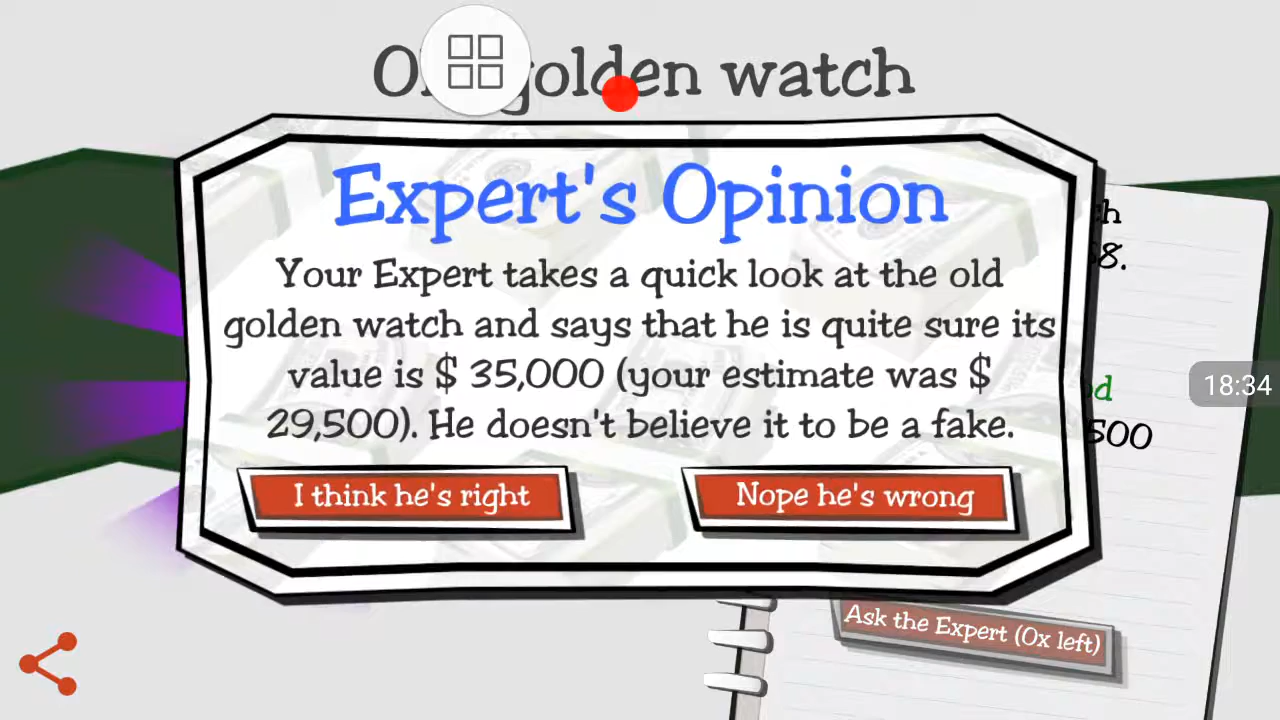 golden watch
Expert's Opinion
Your Expert takes a quick look at the old
golden watch and says that he is quite sure its
value is $ 35,000 (your estimate was $
29,500). He doesn't believe it to be a fake.
I think he's right
Nope he's wrong
18:34
Ask the Expert (0x left)